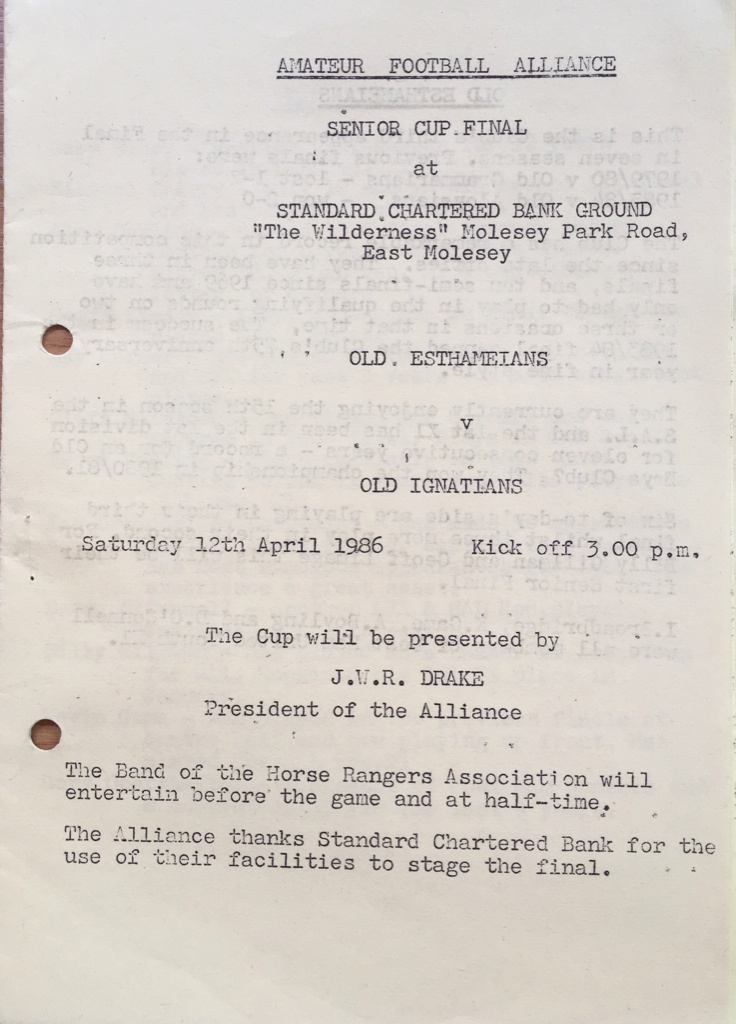 AMATEUR FOOTBALL ALLIANCE
SENIOR CUP FINAL
at
STANDARD CHARTERED BANK GROUND
"The Wilderness" Molesey Park Road,
East Molesey
OLD ESTHAMEIANS
v
OLD IGNATIANS
Saturday 12th April 1986 Kick off 3.00 p.m.
The Cup will be presented by
J.W.R. DRAKE
President of the Alliance
The Band of the Horse Rangers Association will
entertain before the game and at half-time.
The Alliance thanks Standard Chartered Bank for the
use of their facilities to stage the final.